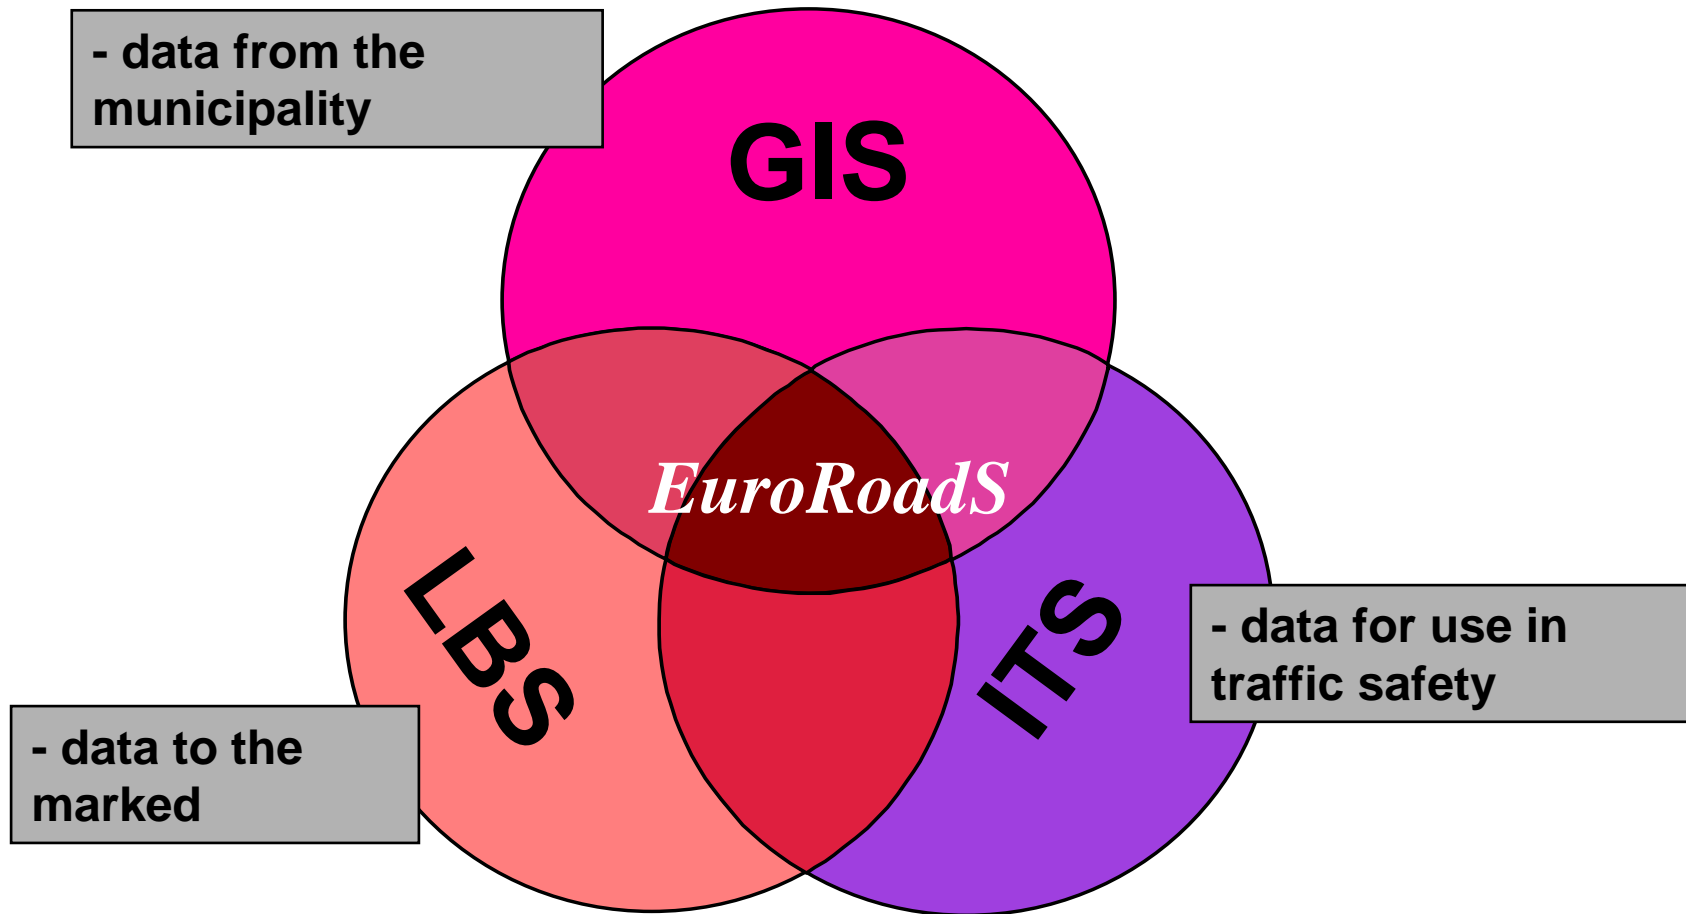 - data from the
municipality
GIS
EuroRoadS
LBS
ITS
- data for use in
traffic safety
- data to the
marked